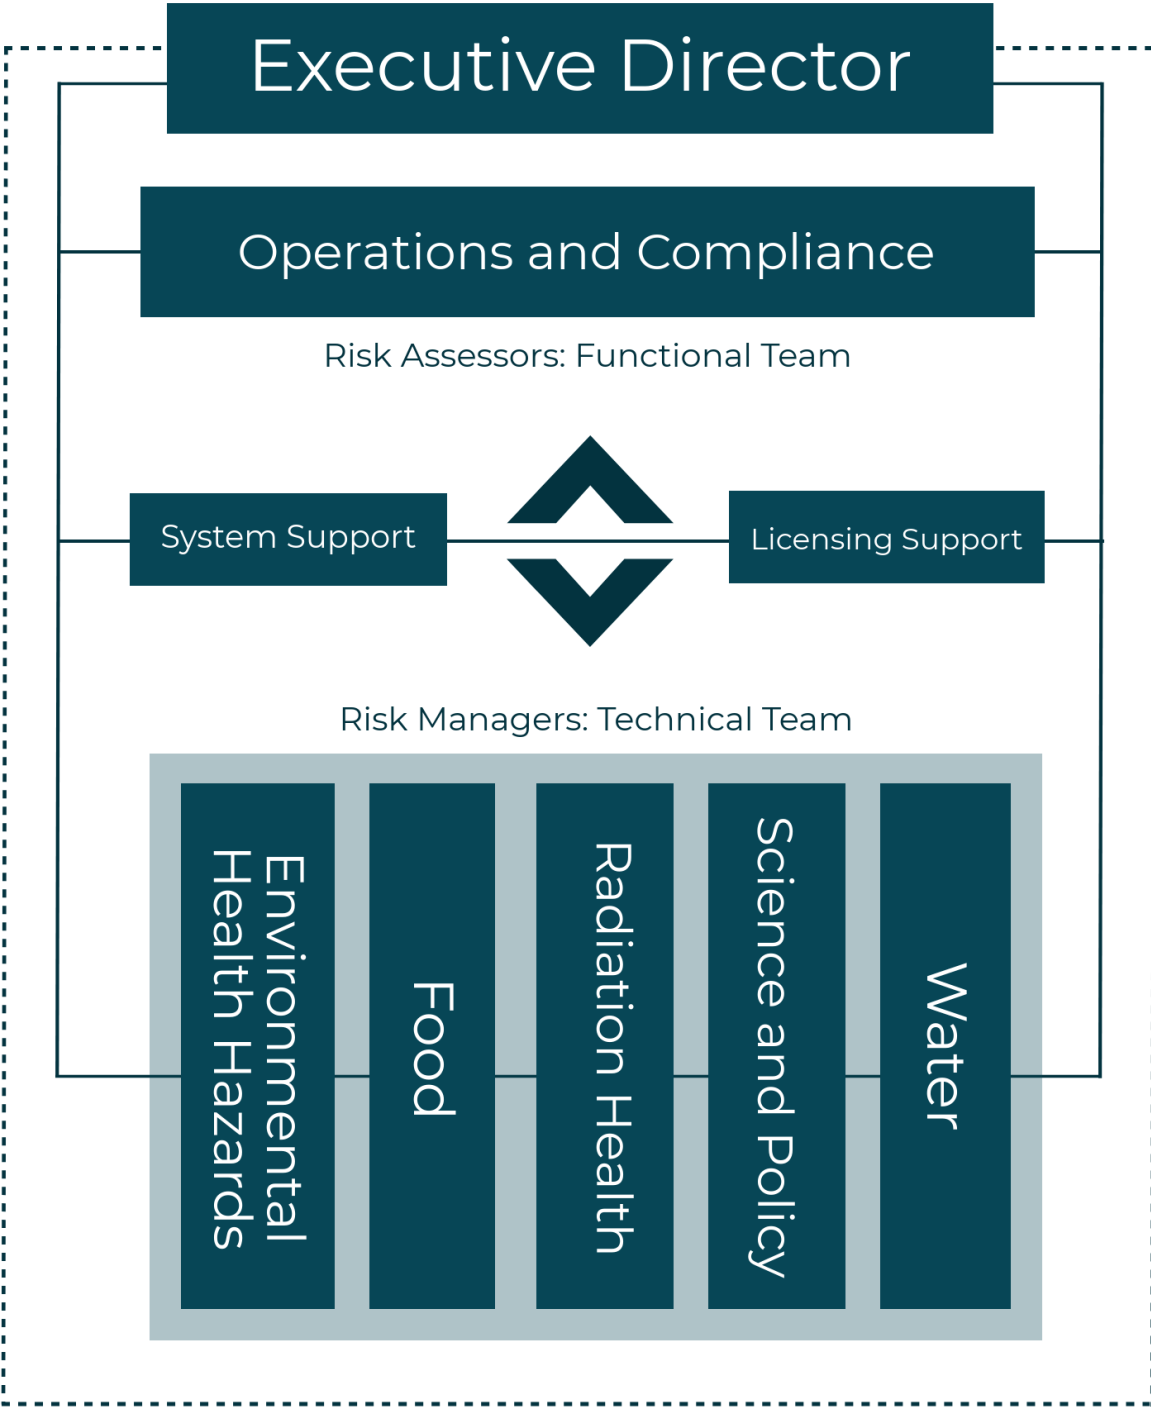 Executive Director
Operations and Compliance
Risk Assessors: Functional Team
System Support
Licensing Support
Risk Managers: Technical Team
Environmental
Health Hazards
Food
Radiation Health
Science and Policy
Water